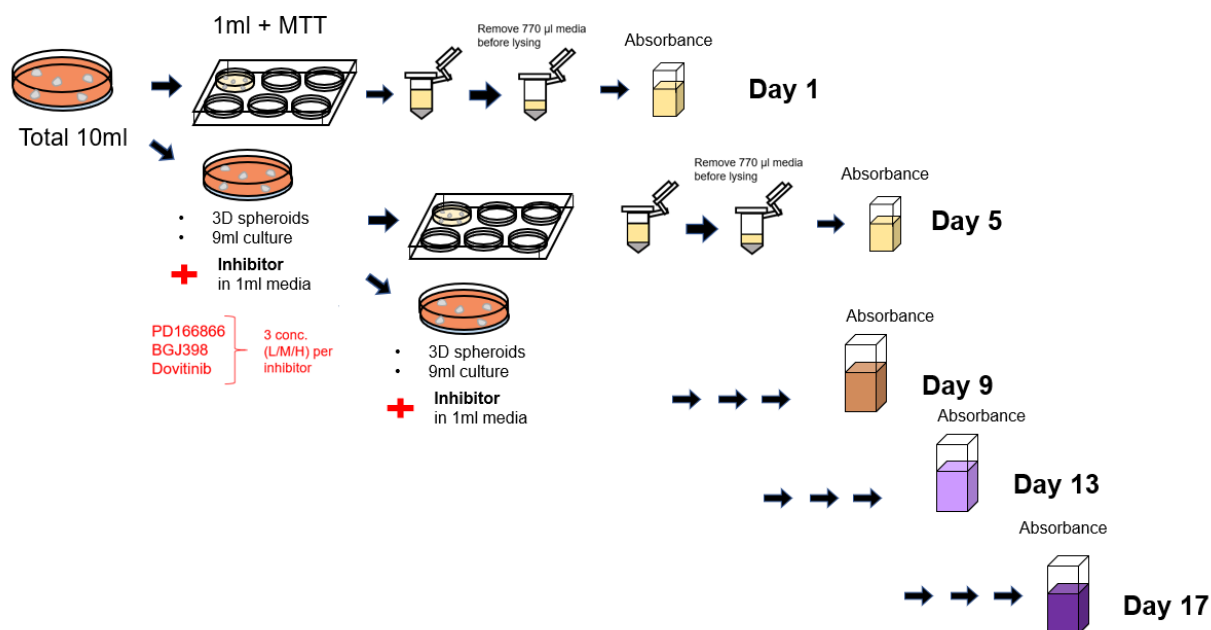 1ml + MTT
Remove 770 µl media
before lysing
Absorbance
Day 1
Total 10ml
• 3D spheroids
• 9ml culture
Inhibitor
in 1ml media
PD166866
BGJ398
Dovitinib
3 conc.
(L/M/H) per
inhibitor
Remove 770 µl media
before lysing
Absorbance
Day 5
• 3D spheroids
• 9ml culture
Inhibitor
in 1ml media
Absorbance
Day 9
Absorbance
Day 13
Absorbance
Day 17